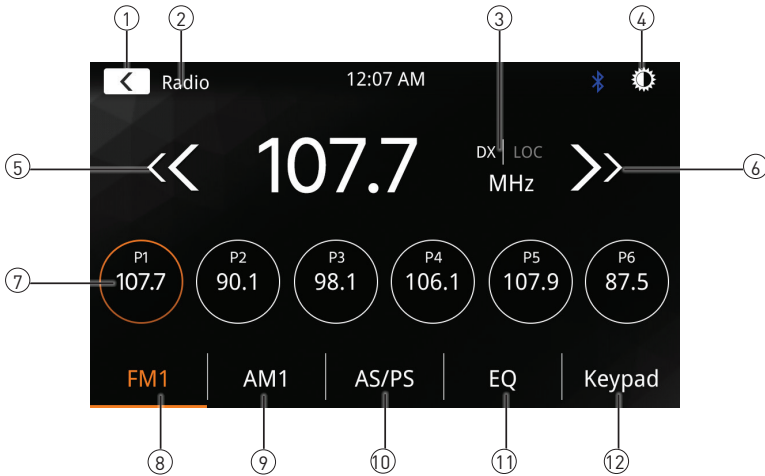 1 2 3 4
Radio 12:07 AM
5 107.7 DX LOC 6
MHz
P1 P2 P3 P4 P5 P6
7 107.7 90.1 98.1 106.1 107.9 87.5
FM1 AM1 AS/PS EQ Keypad
8 9 10 11 12